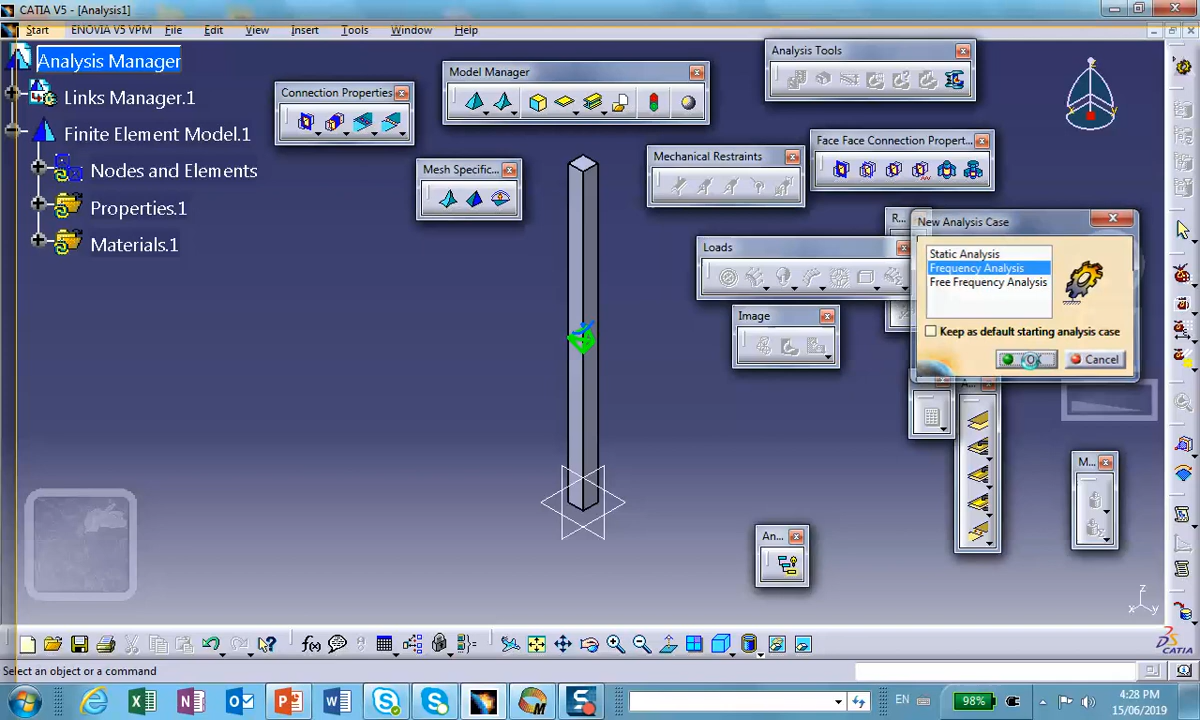 CATIA V5 - [Analysis1]
Start ENOVIA V5 VPM File Edit View Insert Tools Window Help
Analysis Manager
Links Manager.1
Finite Element Model.1
Nodes and Elements
Properties.1
Materials.1
Connection Properties
Model Manager
Analysis Tools
Mesh Specific...
Mechanical Restraints
Face Face Connection Propert...
R...
Loads
Image
New Analysis Case
Static Analysis
Frequency Analysis
Free Frequency Analysis
Keep as default starting analysis case
OK Cancel
A...
M...
An...
z
x y
f(x)
DS CATIA
Select an object or a command
EN 98% 4:28 PM
15/06/2019